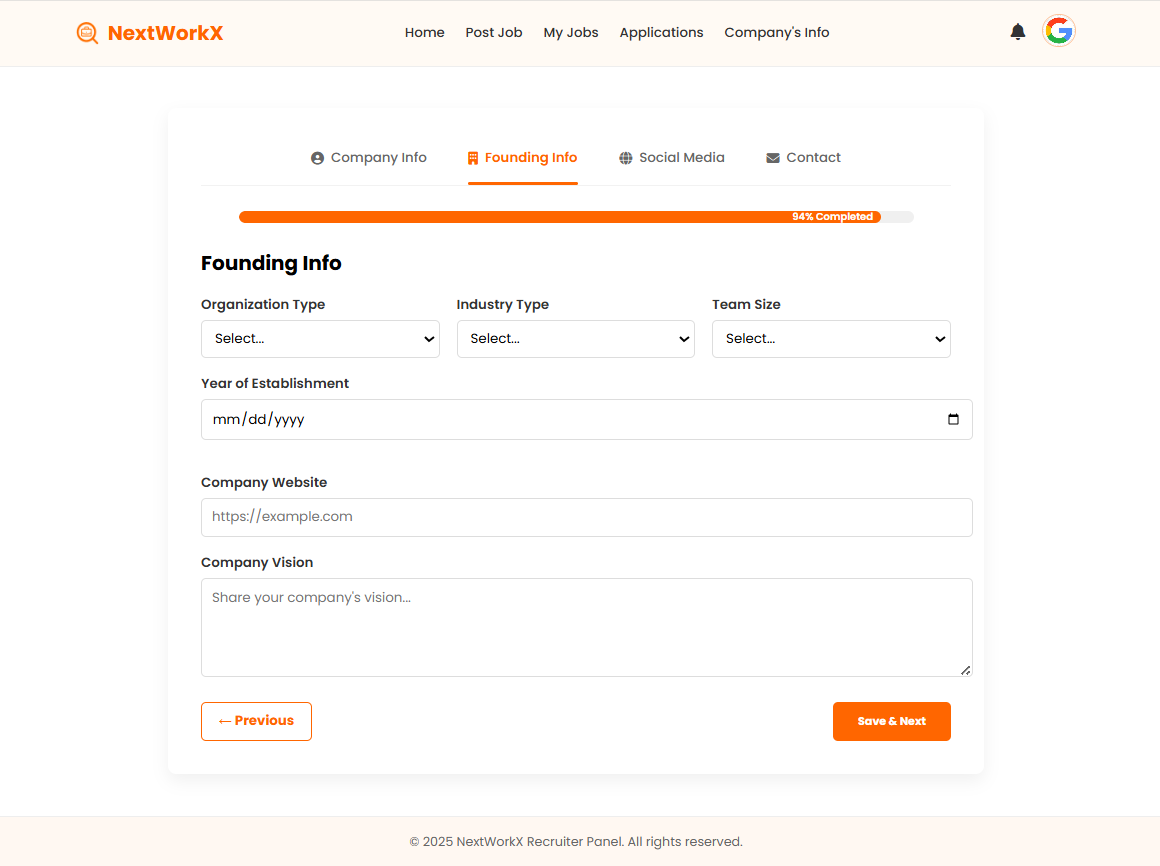 NextWorkX
Home Post Job My Jobs Applications Company's Info
Company Info Founding Info Social Media Contact
94% Completed
Founding Info
Organization Type Industry Type Team Size
Select... Select... Select...
Year of Establishment
mm/dd/yyyy
Company Website
https://example.com
Company Vision
Share your company's vision...
← Previous Save & Next
© 2025 NextWorkX Recruiter Panel. All rights reserved.